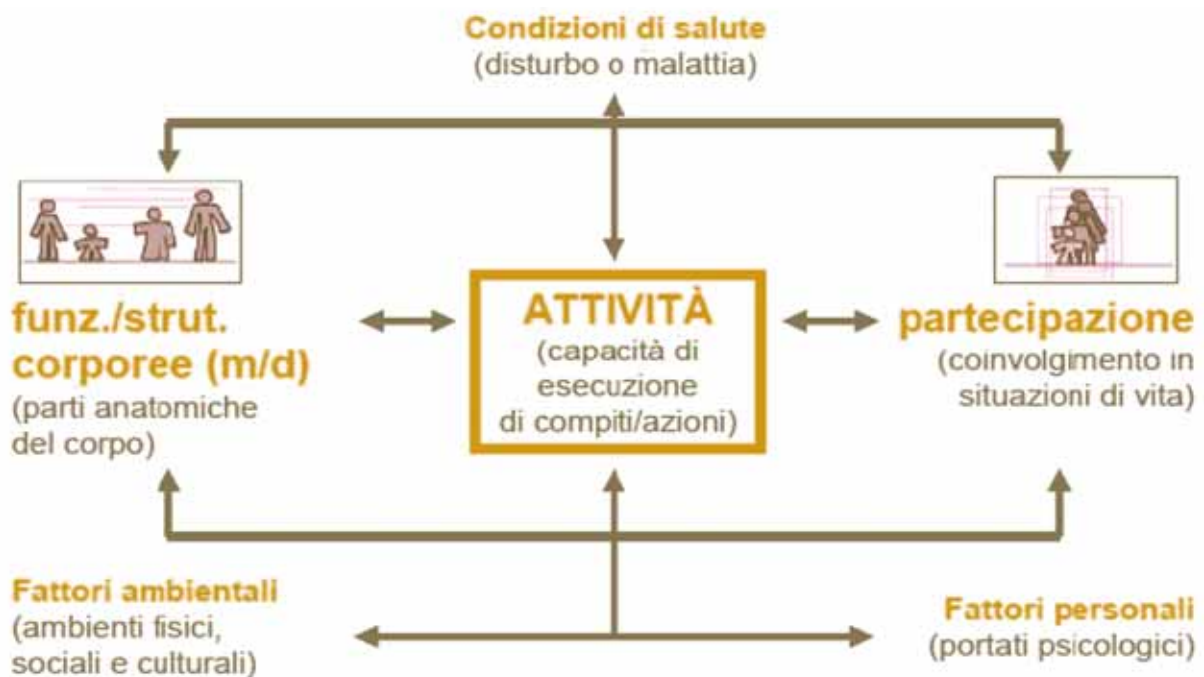 Condizioni di salute
(disturbo o malattia)
funz./strut.
corporee (m/d)
(parti anatomiche
del corpo)
ATTIVITÀ
(capacità di
esecuzione
di compiti/azioni)
partecipazione
(coinvolgimento in
situazioni di vita)
Fattori ambientali
(ambienti fisici,
sociali e culturali)
Fattori personali
(portati psicologici)